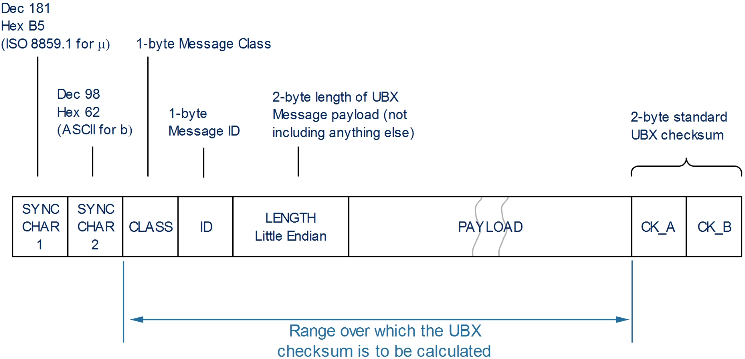 Dec 181
Hex B5
(ISO 8859.1 for µ)
1-byte Message Class
Dec 98
Hex 62
(ASCII for b)
1-byte
Message ID
2-byte length of UBX
Message payload (not
including anything else)
2-byte standard
UBX checksum
SYNC
CHAR
1
SYNC
CHAR
2
CLASS
ID
LENGTH
Little Endian
PAYLOAD
CK_A
CK_B
Range over which the UBX
checksum is to be calculated